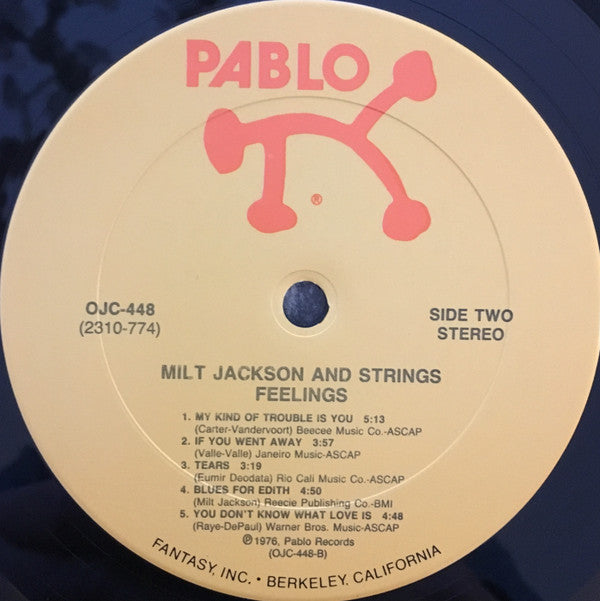 PABLO
®
OJC-448
(2310-774)
SIDE TWO
STEREO
MILT JACKSON AND STRINGS
FEELINGS
1. MY KIND OF TROUBLE IS YOU 5:13
(Carter-Vandervoort) Beecee Music Co.-ASCAP
2. IF YOU WENT AWAY 3:57
(Valle-Valle) Janeiro Music-ASCAP
3. TEARS 3:19
(Eumir Deodata) Rio Cali Music Co.-ASCAP
4. BLUES FOR EDITH 4:50
(Milt Jackson) Reecie Publishing Co.-BMI
5. YOU DON'T KNOW WHAT LOVE IS 4:48
(Raye-DePaul) Warner Bros. Music-ASCAP
℗1976, Pablo Records
(OJC-448-B)
FANTASY, INC. • BERKELEY, CALIFORNIA